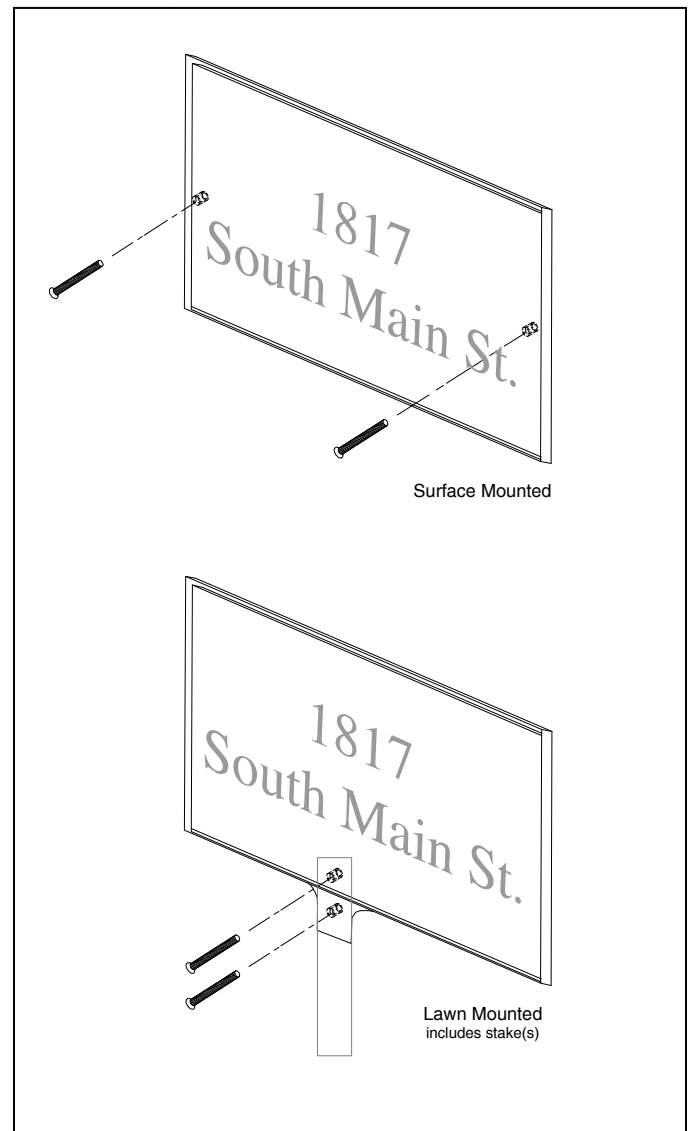 1817
South Main St.
Surface Mounted
1817
South Main St.
Lawn Mounted
includes stake(s)